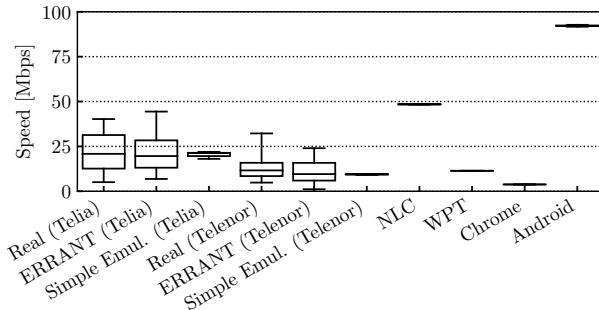 Speed [Mbps]
100
75
50
25
0
Real (Telia)
ERRANT (Telia)
Simple Emul. (Telia)
Real (Telenor)
ERRANT (Telenor)
Simple Emul. (Telenor)
NLC
WPT
Chrome
Android